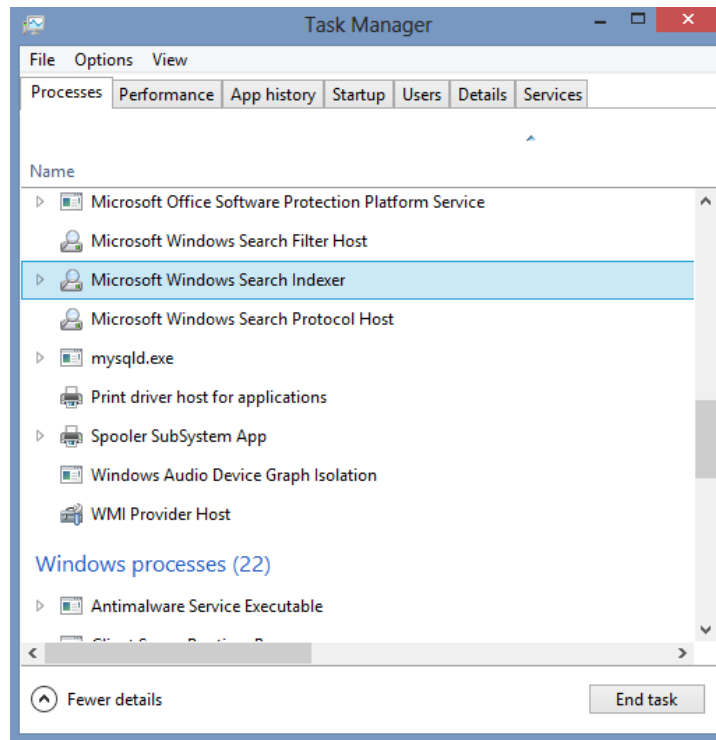 Task Manager
File Options View
Processes Performance App history Startup Users Details Services
Name
Microsoft Office Software Protection Platform Service
Microsoft Windows Search Filter Host
Microsoft Windows Search Indexer
Microsoft Windows Search Protocol Host
mysqld.exe
Print driver host for applications
Spooler SubSystem App
Windows Audio Device Graph Isolation
WMI Provider Host
Windows processes (22)
Antimalware Service Executable
Fewer details End task